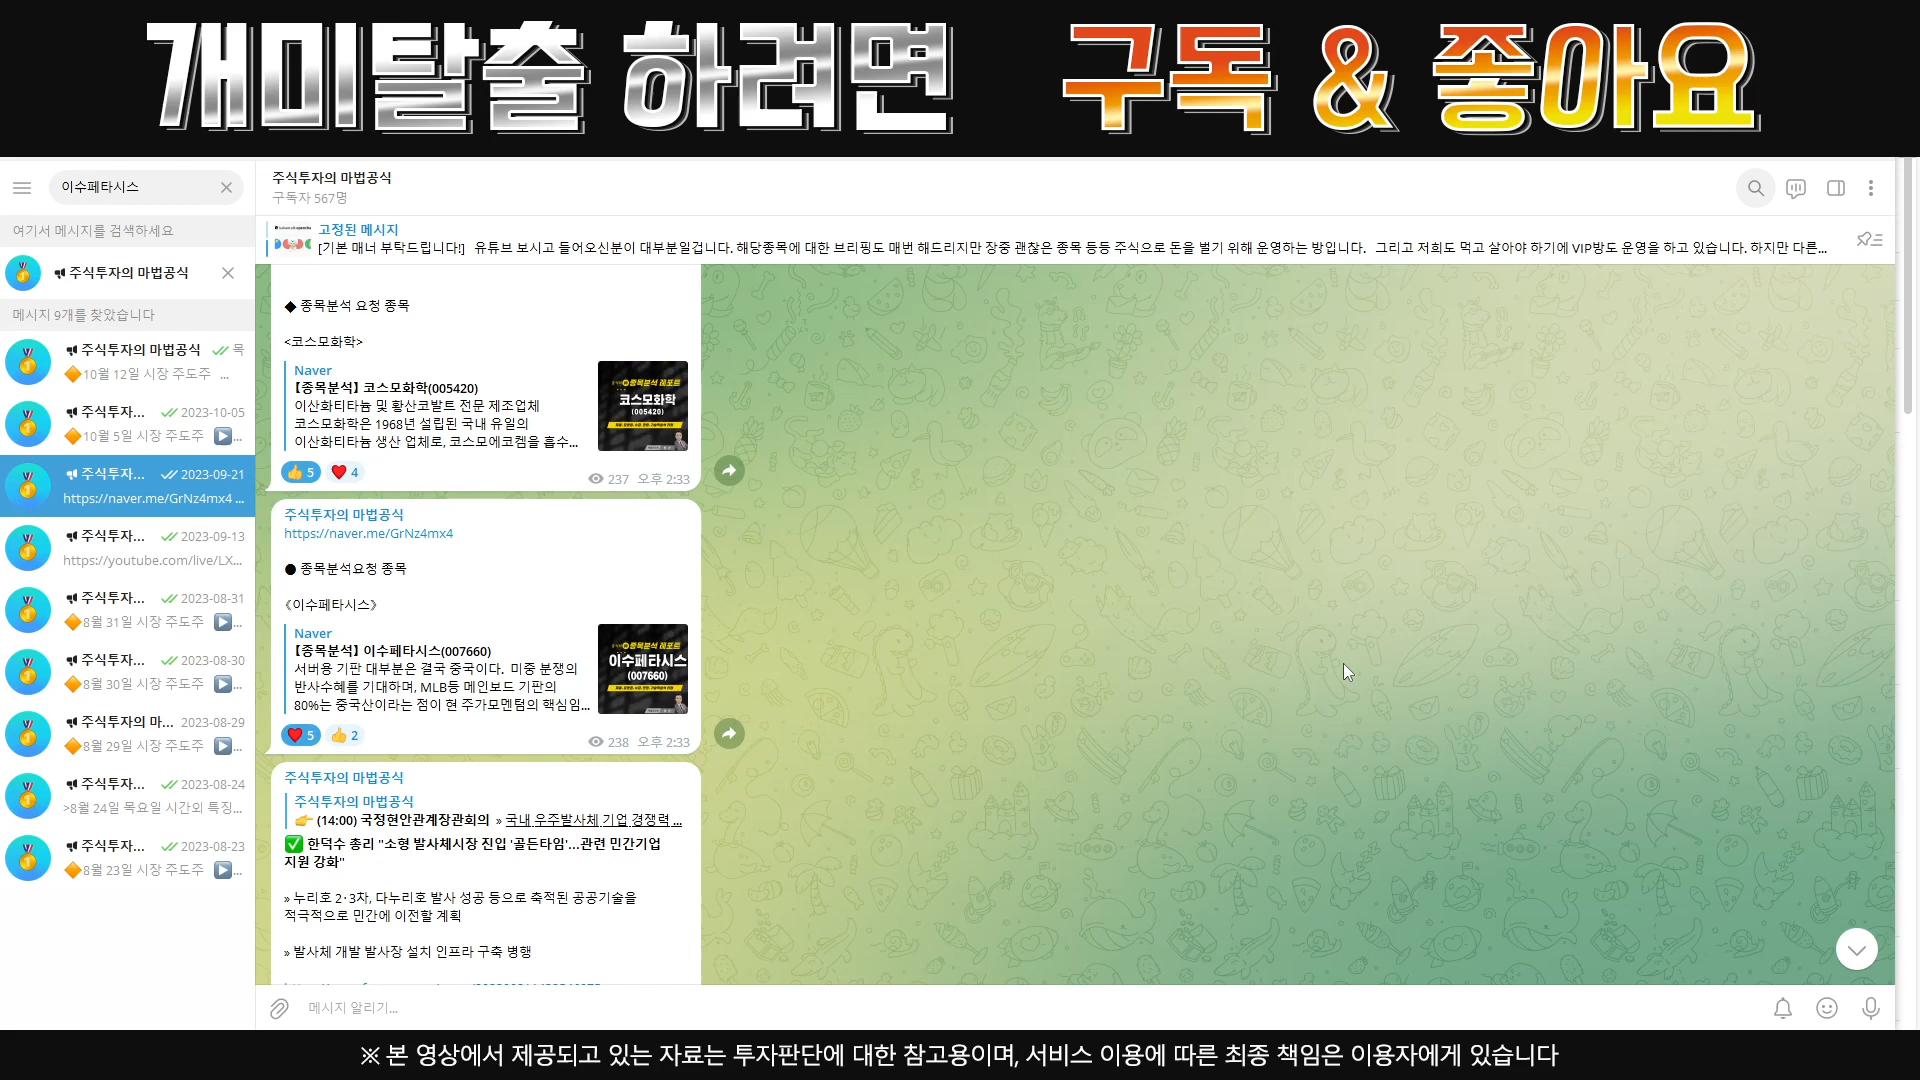 개미탈출 하려면 구독 & 좋아요
이수페타시스
여기서 메시지를 검색하세요
주식투자의 마법공식
메시지 9개를 찾았습니다
주식투자의 마법공식 목
10월 12일 시장 주도주 ...
주식투자... 2023-10-05
10월 5일 시장 주도주 ...
주식투자... 2023-09-21
https://naver.me/GrNz4mx4 ...
주식투자... 2023-09-13
https://youtube.com/live/LX...
주식투자... 2023-08-31
8월 31일 시장 주도주 ...
주식투자... 2023-08-30
8월 30일 시장 주도주 ...
주식투자의 마... 2023-08-29
8월 29일 시장 주도주 ...
주식투자... 2023-08-24
>8월 24일 목요일 시간외 특징...
주식투자... 2023-08-23
8월 23일 시장 주도주 ...
주식투자의 마법공식
구독자 567명
고정된 메시지
[기본 매너 부탁드립니다!] 유튜브 보시고 들어오신분이 대부분일겁니다. 해당종목에 대한 브리핑도 매번 해드리지만 장중 괜찮은 종목 등등 주식으로 돈을 벌기 위해 운영하는 방입니다. 그리고 저희도 먹고 살아야 하기에 VIP방도 운영을 하고 있습니다. 하지만 다른...
◆ 종목분석 요청 종목
<코스모화학>
Naver
【종목분석】 코스모화학(005420)
이산화티타늄 및 황산코발트 전문 제조업체
코스모화학은 1968년 설립된 국내 유일의
이산화티타늄 생산 업체로, 코스모에코켐을 흡수...
종목분석 레포트
코스모화학
(005420)
5 4
237 오후 2:33
주식투자의 마법공식
https://naver.me/GrNz4mx4
● 종목분석요청 종목
《이수페타시스》
Naver
【종목분석】 이수페타시스(007660)
서버용 기판 대부분은 결국 중국이다. 미중 분쟁의
반사수혜를 기대하며, MLB등 메인보드 기판의
80%는 중국산이라는 점이 현 주가모멘텀의 핵심임...
종목분석 레포트
이수페타시스
(007660)
5 2
238 오후 2:33
주식투자의 마법공식
주식투자의 마법공식
(14:00) 국정현안관계장관회의 » 국내 우주발사체 기업 경쟁력 ...
한덕수 총리 "소형 발사체시장 진입 '골든타임'...관련 민간기업
지원 강화"
» 누리호 2·3차, 다누리호 발사 성공 등으로 축적된 공공기술을
적극적으로 민간에 이전할 계획
» 발사체 개발 발사장 설치 인프라 구축 병행
메시지 알리기...
※ 본 영상에서 제공되고 있는 자료는 투자판단에 대한 참고용이며, 서비스 이용에 따른 최종 책임은 이용자에게 있습니다